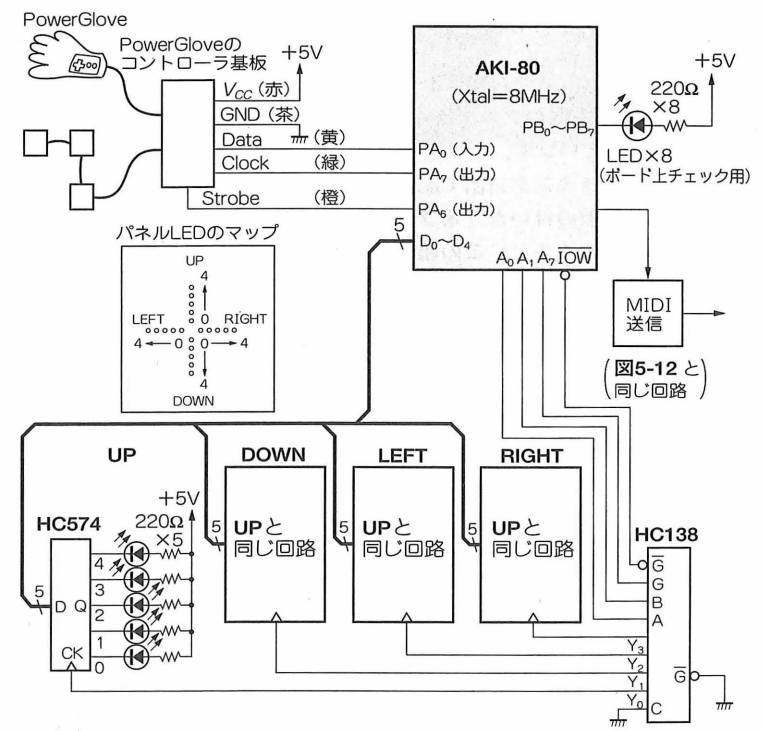 PowerGlove
PowerGloveの
コントローラ基板
+5V
VCC (赤)
GND (茶)
Data (黄)
Clock (緑)
Strobe (橙)
AKI-80
(Xtal=8MHz)
PB0〜PB7
PA0 (入力)
PA7 (出力)
PA6 (出力)
5
D0〜D4
A0 A1 A7 IOW
+5V
220Ω
×8
LED×8
(ボード上チェック用)
MIDI
送信
(図5-12と
同じ回路)
パネルLEDのマップ
UP
4
LEFT 0 RIGHT
4 0 0 4
4
DOWN
UP
DOWN
LEFT
RIGHT
HC574
+5V
220Ω
×5
5
D Q
CK
4
3
2
1
0
5
UPと
同じ回路
5
UPと
同じ回路
5
UPと
同じ回路
HC138
G
G
B
A
Y3
Y2
Y1
Y0
G
C